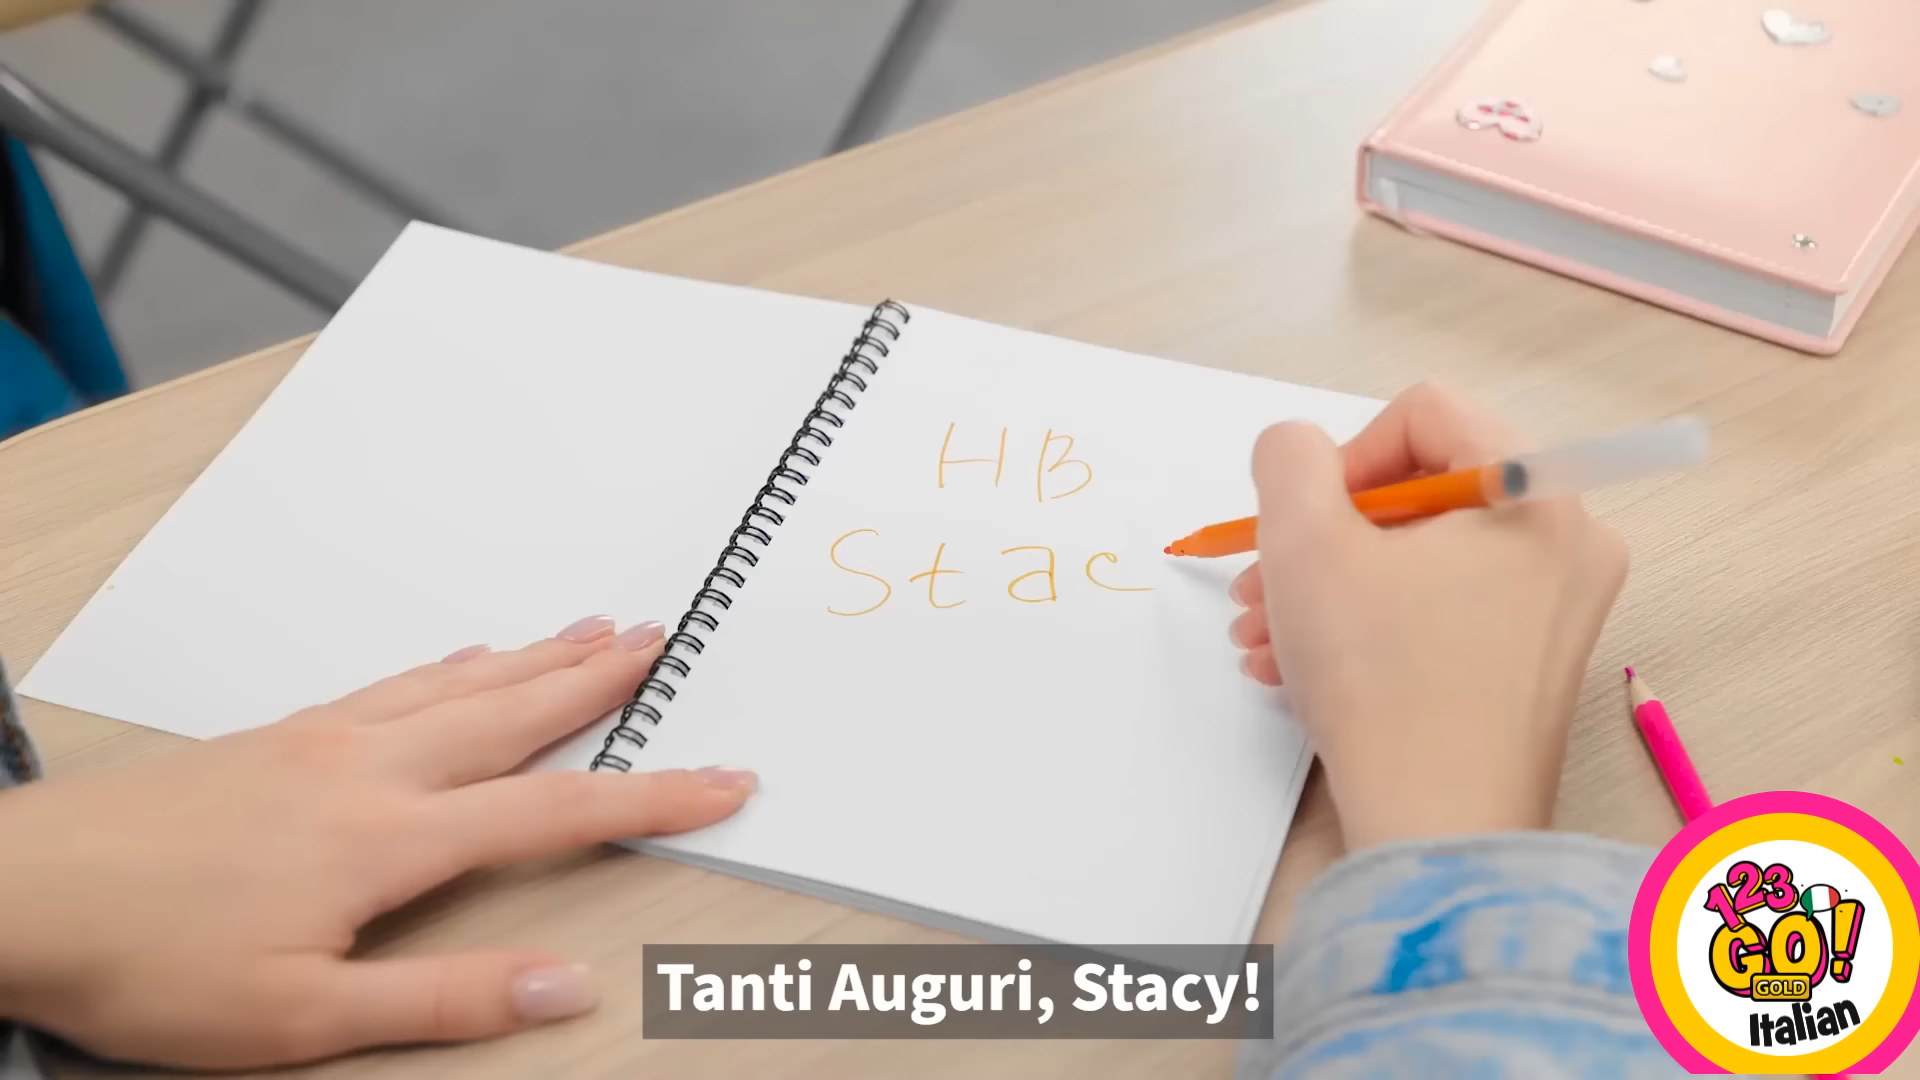 HB
Stac
Tanti Auguri, Stacy!
123
GO!
GOLD
Italian